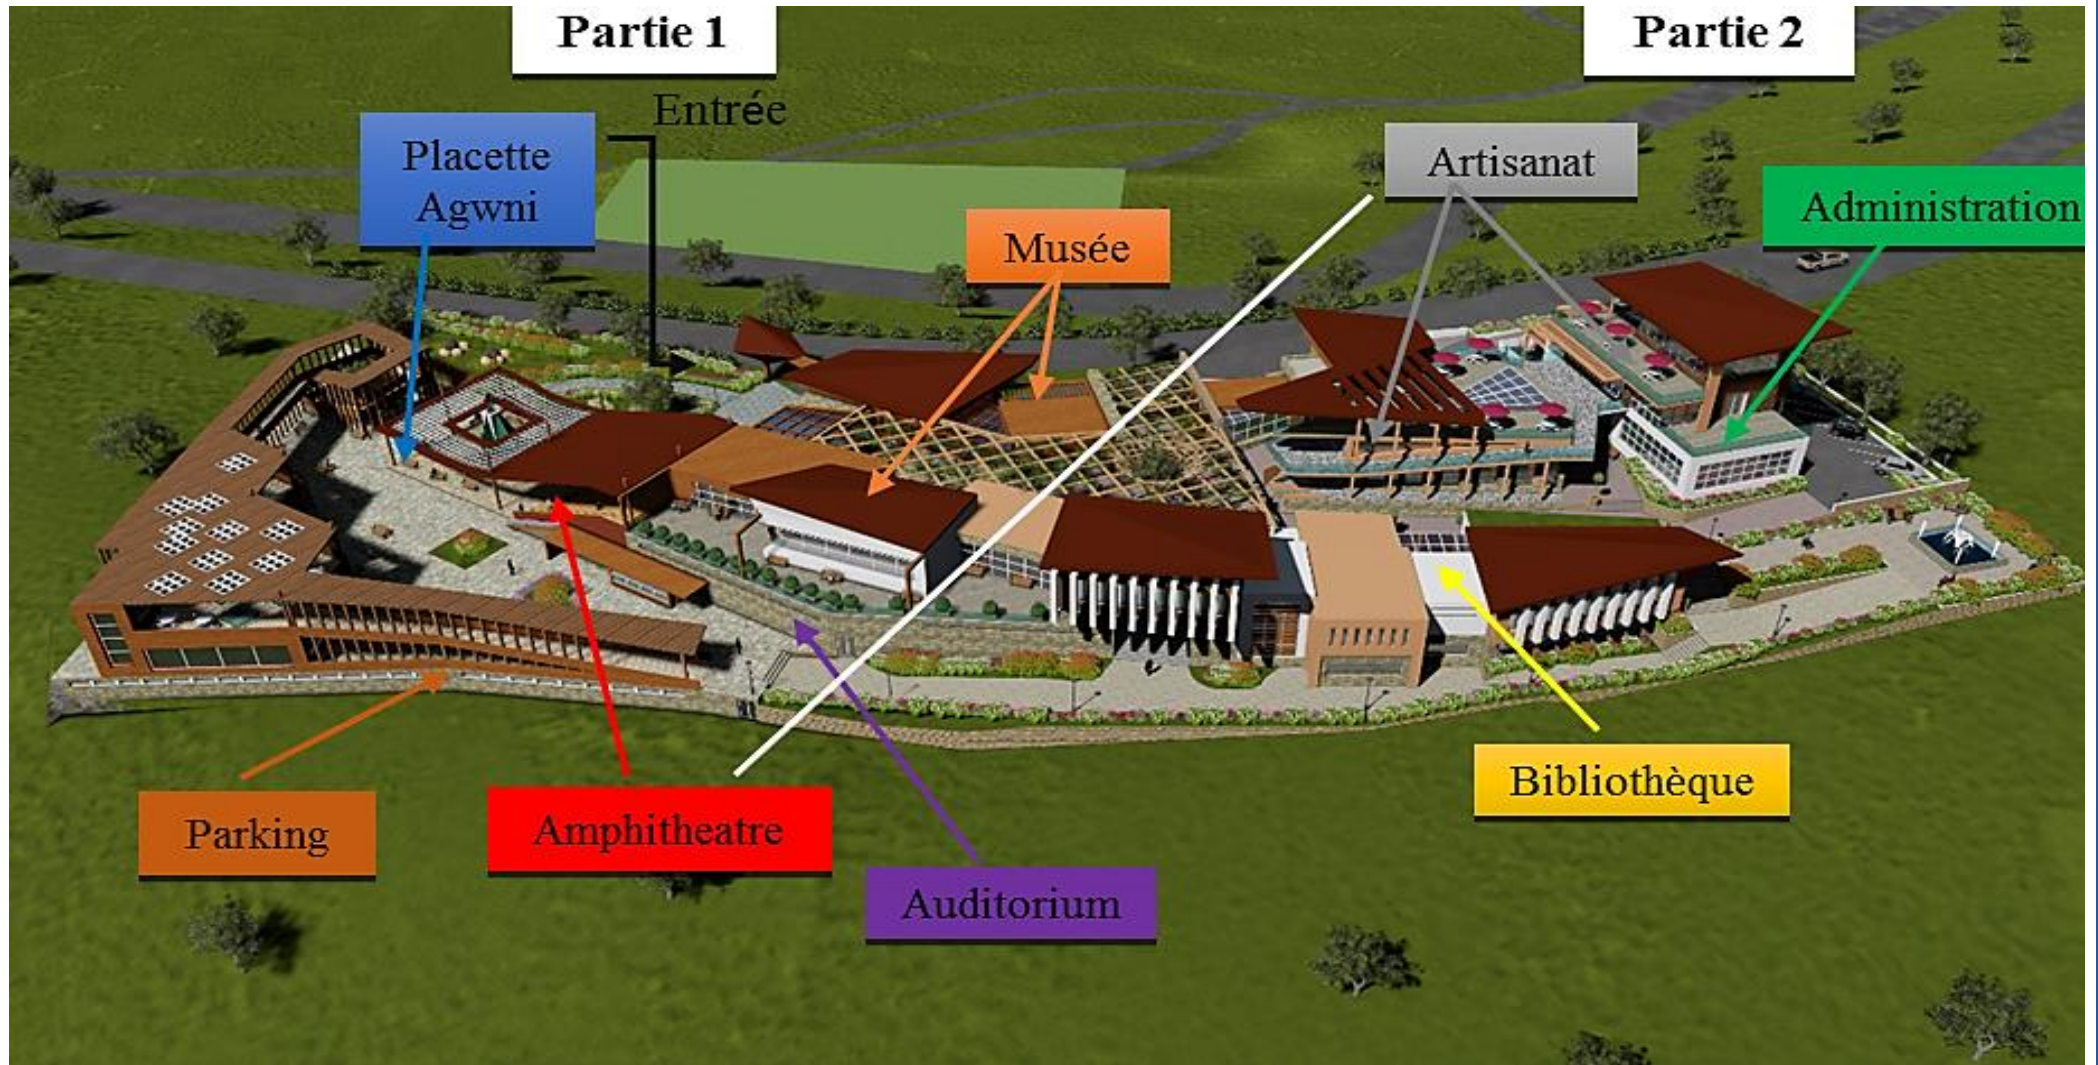 Partie 1
Partie 2
Entrée
Placette
Agwni
Artisanat
Administration
Musée
Bibliothèque
Parking
Amphitheatre
Auditorium